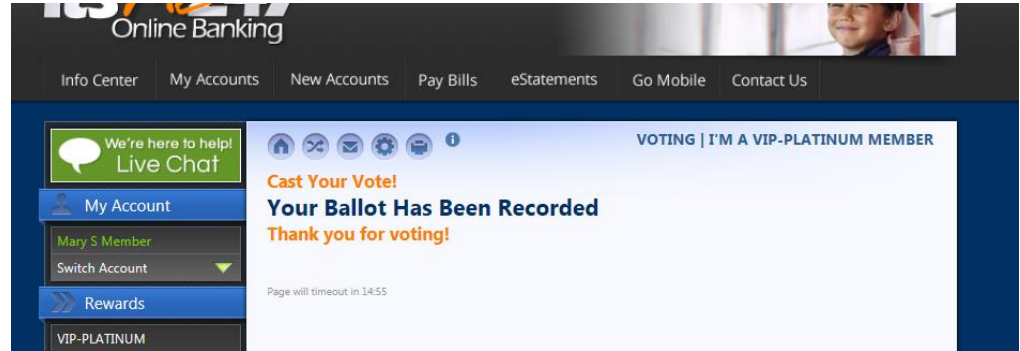 Online Banking
Info Center My Accounts New Accounts Pay Bills eStatements Go Mobile Contact Us
We're here to help!
Live Chat
VOTING | I'M A VIP-PLATINUM MEMBER
Cast Your Vote!
My Account
Your Ballot Has Been Recorded
Thank you for voting!
Mary S Member
Switch Account
Page will timeout in 14:55
Rewards
VIP-PLATINUM